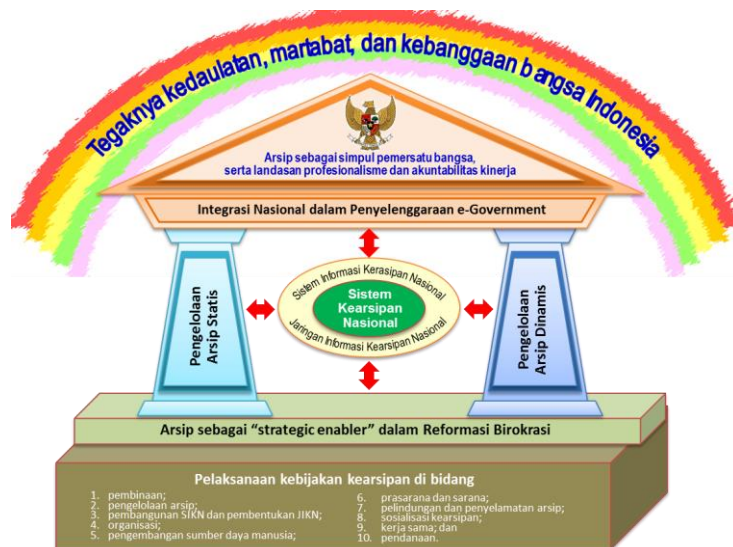 Tegaknya kedaulatan, martabat, dan kebanggaan bangsa Indonesia
Arsip sebagai simpul pemersatu bangsa,
serta landasan profesionalisme dan akuntabilitas kinerja
Integrasi Nasional dalam Penyelenggaraan e-Government
Pengelolaan
Arsip Statis
Sistem Informasi Kerasipan Nasional
Sistem
Kearsipan
Nasional
Jaringan Informasi Kearsipan Nasional
Pengelolaan
Arsip Dinamis
Arsip sebagai “strategic enabler” dalam Reformasi Birokrasi
Pelaksanaan kebijakan kearsipan di bidang
1. pembinaan;
2. pengelolaan arsip;
3. pembangunan SIKN dan pembentukan JIKN;
4. organisasi;
5. pengembangan sumber daya manusia;
6. prasarana dan sarana;
7. pelindungan dan penyelamatan arsip;
8. sosialisasi kearsipan;
9. kerja sama; dan
10. pendanaan.